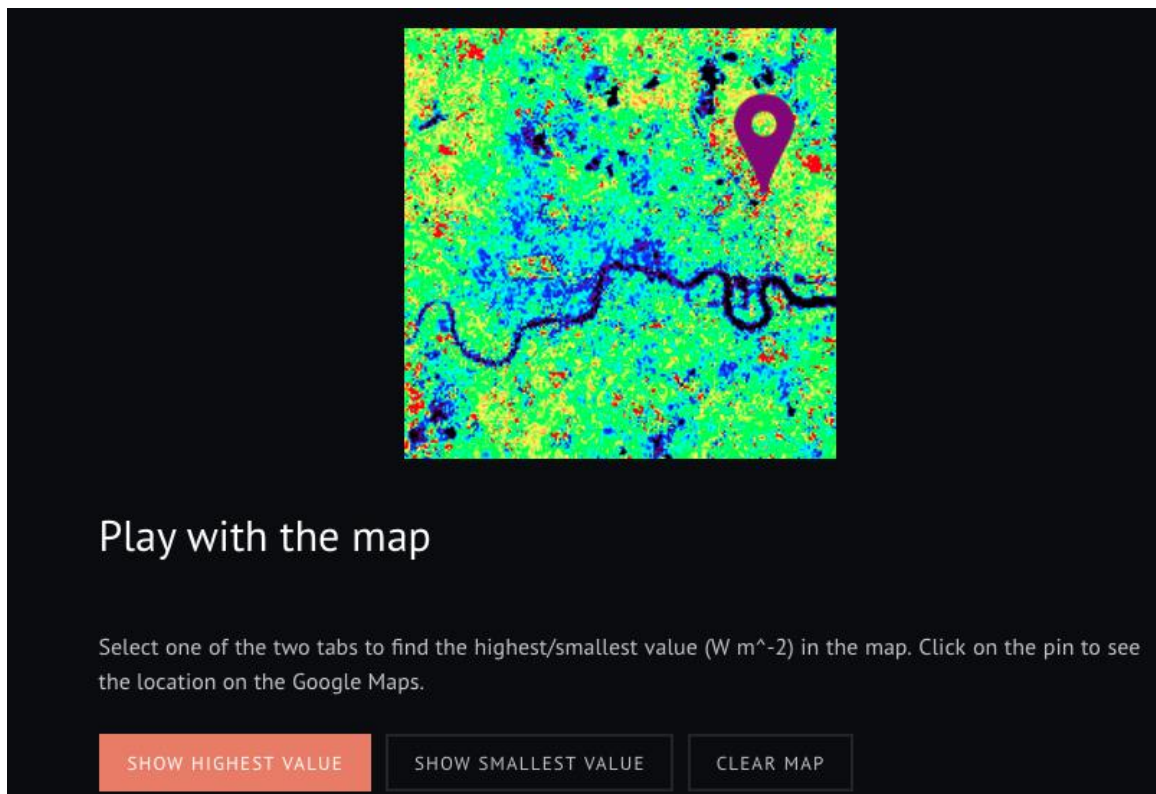 Play with the map
Select one of the two tabs to find the highest/smallest value (W m^-2) in the map. Click on the pin to see
the location on the Google Maps.
SHOW HIGHEST VALUE SHOW SMALLEST VALUE CLEAR MAP